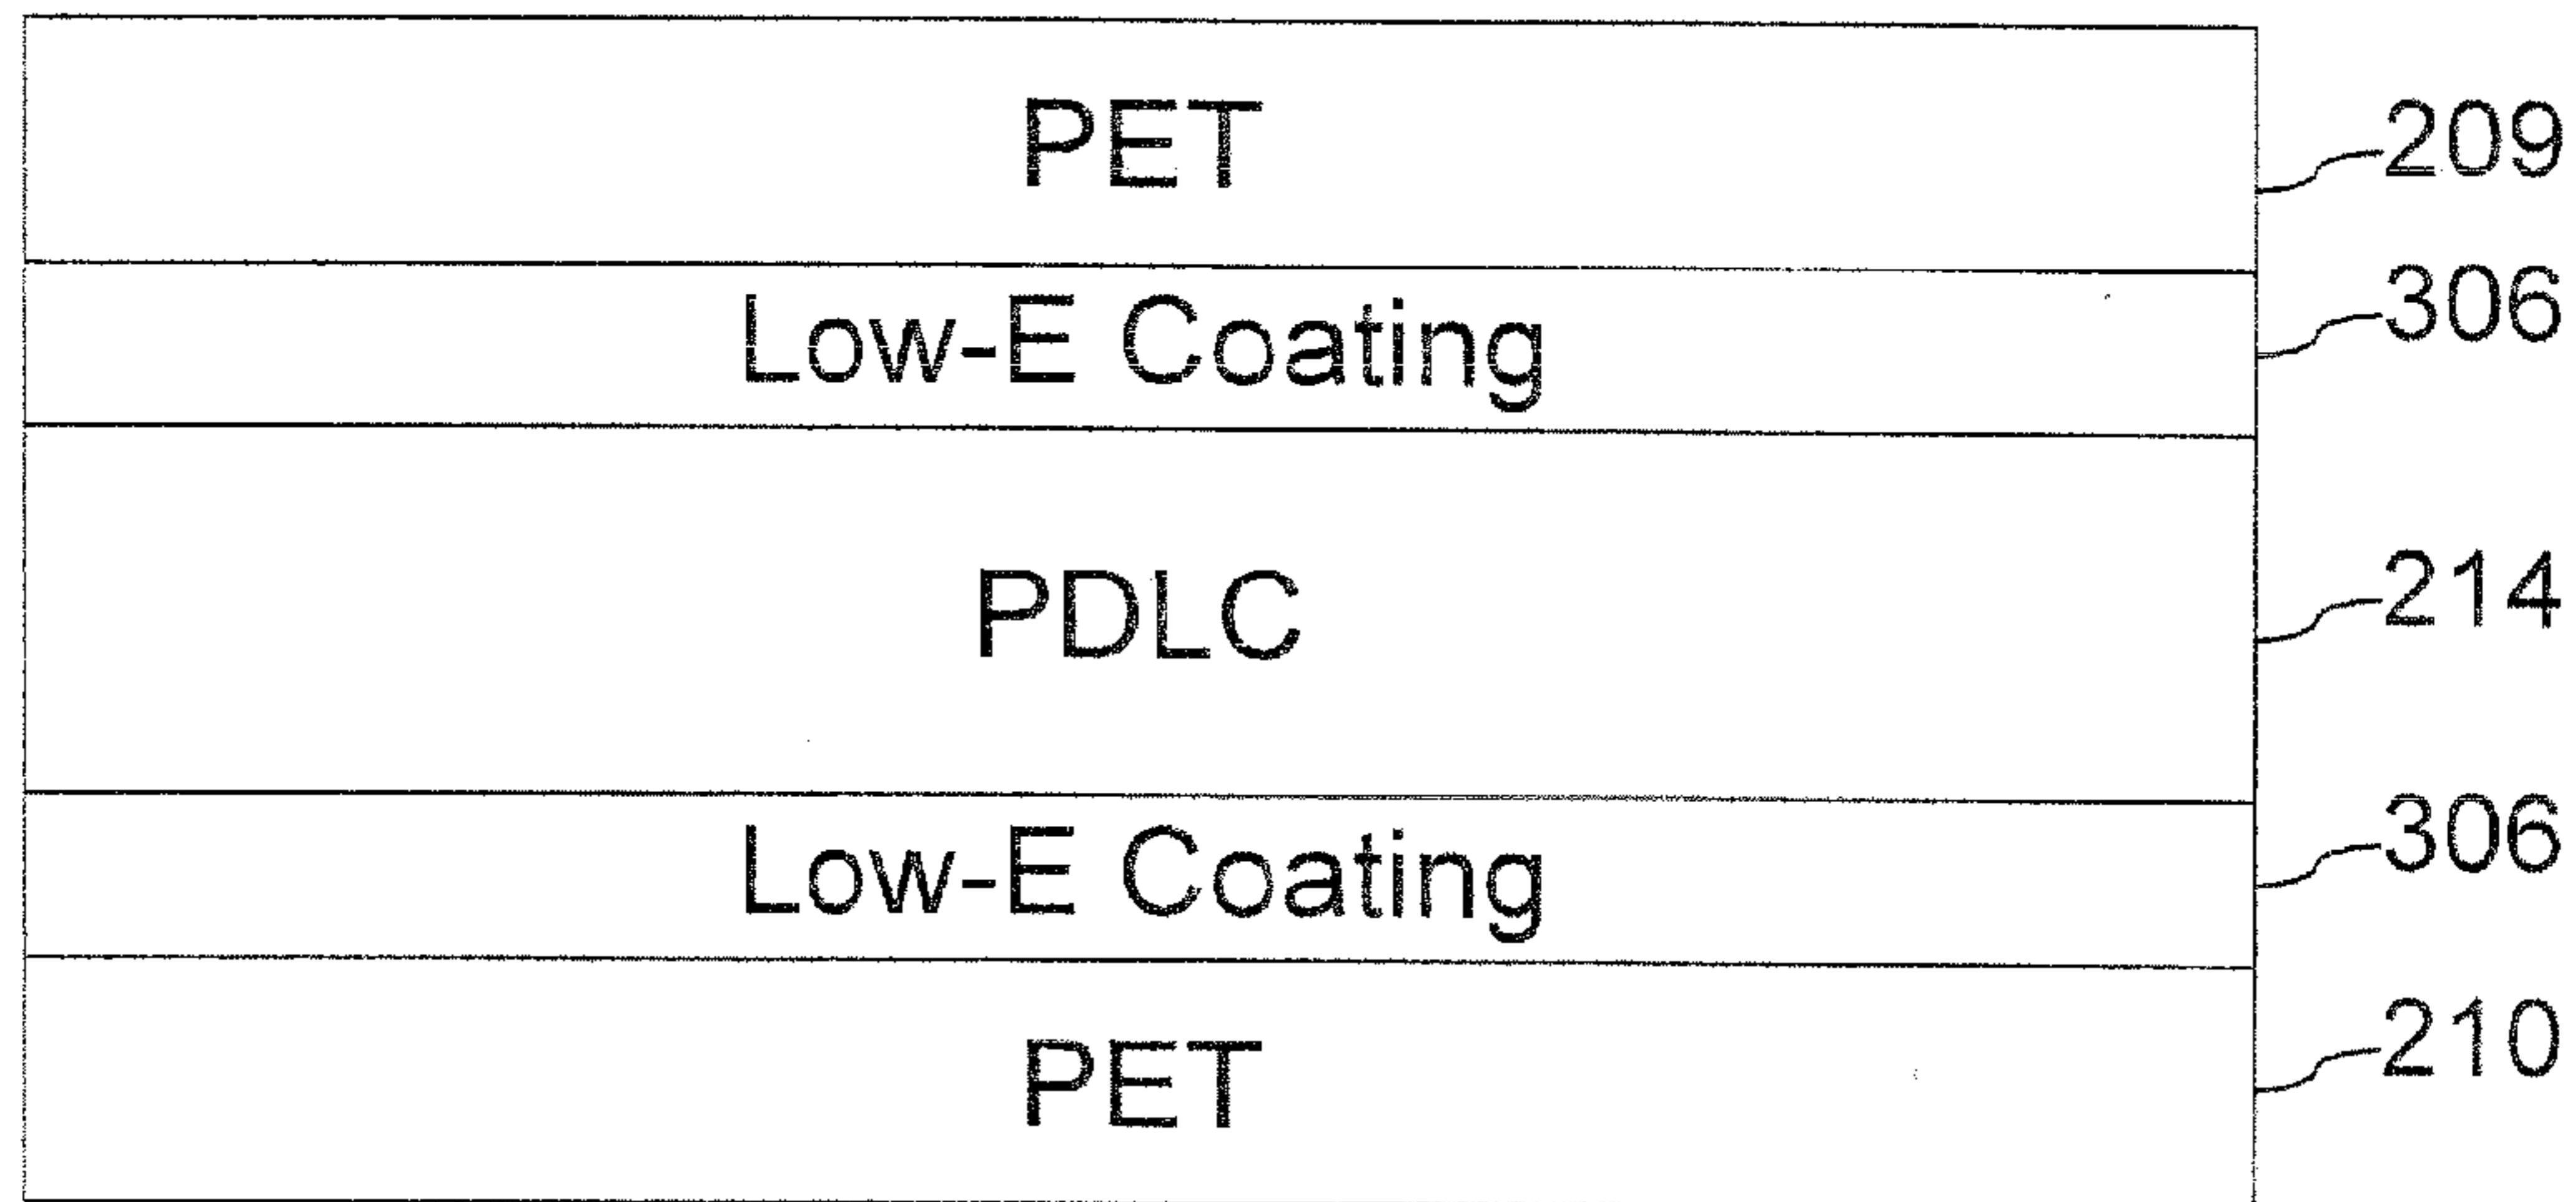 PET
209
Low-E Coating
306
PDLC
214
Low-E Coating
306
PET
210